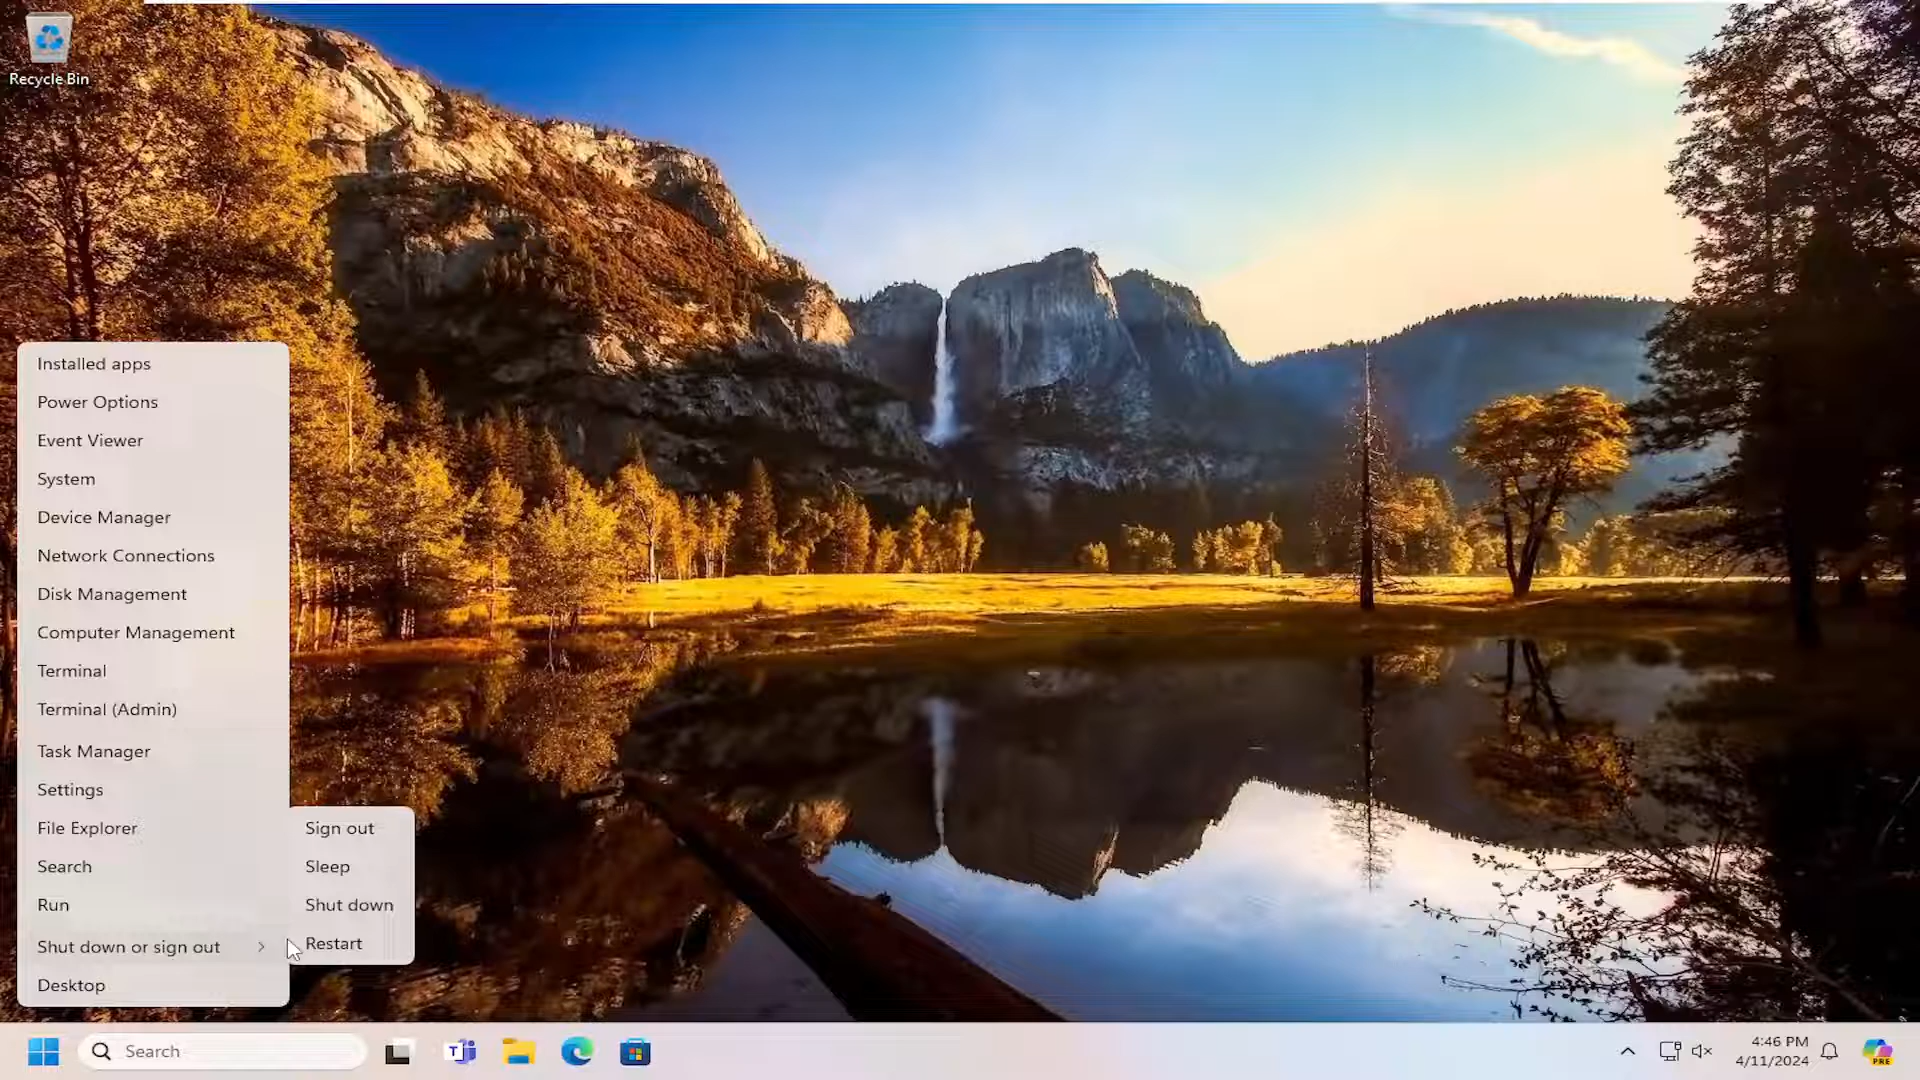 Recycle Bin
Installed apps
Power Options
Event Viewer
System
Device Manager
Network Connections
Disk Management
Computer Management
Terminal
Terminal (Admin)
Task Manager
Settings
File Explorer
Search
Run
Shut down or sign out
Desktop
Sign out
Sleep
Shut down
Restart
Search
4:46 PM
4/11/2024
PRE